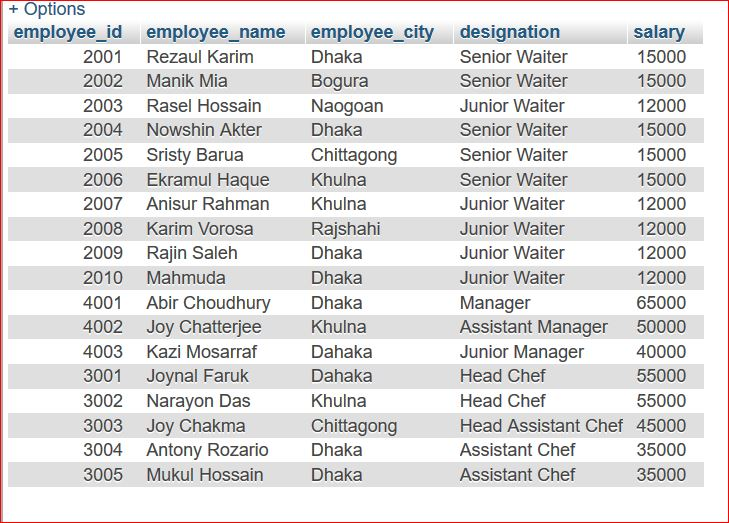 + Options
employee_id employee_name employee_city designation salary
2001 Rezaul Karim Dhaka Senior Waiter 15000
2002 Manik Mia Bogura Senior Waiter 15000
2003 Rasel Hossain Naogoan Junior Waiter 12000
2004 Nowshin Akter Dhaka Senior Waiter 15000
2005 Sristy Barua Chittagong Senior Waiter 15000
2006 Ekramul Haque Khulna Senior Waiter 15000
2007 Anisur Rahman Khulna Junior Waiter 12000
2008 Karim Vorosa Rajshahi Junior Waiter 12000
2009 Rajin Saleh Dhaka Junior Waiter 12000
2010 Mahmuda Dhaka Junior Waiter 12000
4001 Abir Choudhury Dhaka Manager 65000
4002 Joy Chatterjee Khulna Assistant Manager 50000
4003 Kazi Mosarraf Dahaka Junior Manager 40000
3001 Joynal Faruk Dahaka Head Chef 55000
3002 Narayon Das Khulna Head Chef 55000
3003 Joy Chakma Chittagong Head Assistant Chef 45000
3004 Antony Rozario Dhaka Assistant Chef 35000
3005 Mukul Hossain Dhaka Assistant Chef 35000